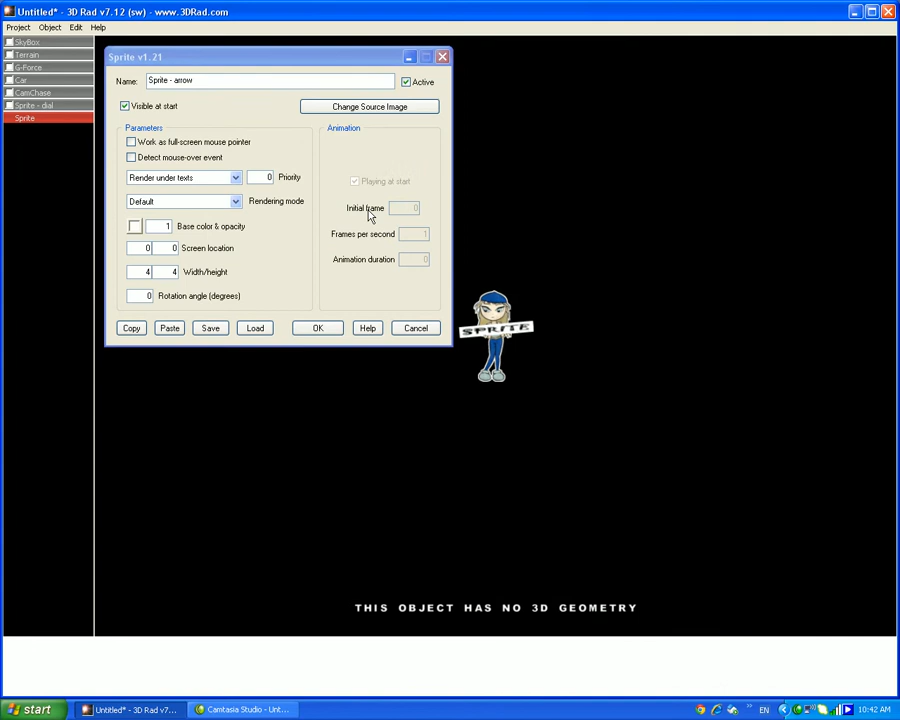 Untitled* - 3D Rad v7.12 (sw) - www.3DRad.com
Project Object Edit Help
SkyBox
Terrain
G-Force
Car
CamChase
Sprite - dial
Sprite
Sprite v1.21
Name: Sprite - arrow Active
Visible at start Change Source Image
Parameters Animation
Work as full-screen mouse pointer
Detect mouse-over event
Render under texts 0 Priority
Playing at start
Default Rendering mode
Initial frame 0
1 Base color & opacity
Frames per second 1
0 0 Screen location
Animation duration 0
4 4 Width/height
0 Rotation angle (degrees)
Copy Paste Save Load OK Help Cancel
SPRITE
THIS OBJECT HAS NO 3D GEOMETRY
start Untitled* - 3D Rad v7... Camtasia Studio - Unt... EN 10:42 AM